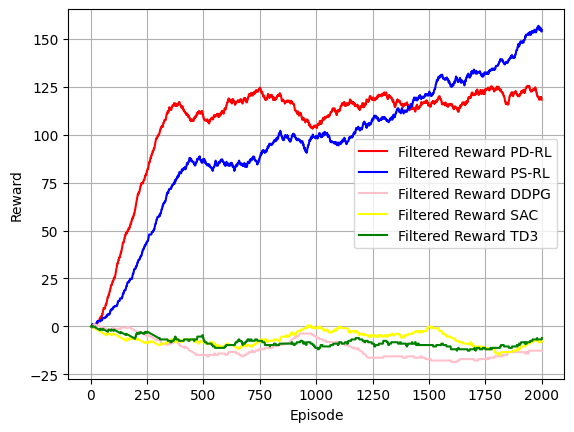 150
125
100
75
50
25
0
−25
Reward
Filtered Reward PD-RL
Filtered Reward PS-RL
Filtered Reward DDPG
Filtered Reward SAC
Filtered Reward TD3
0 250 500 750 1000 1250 1500 1750 2000
Episode